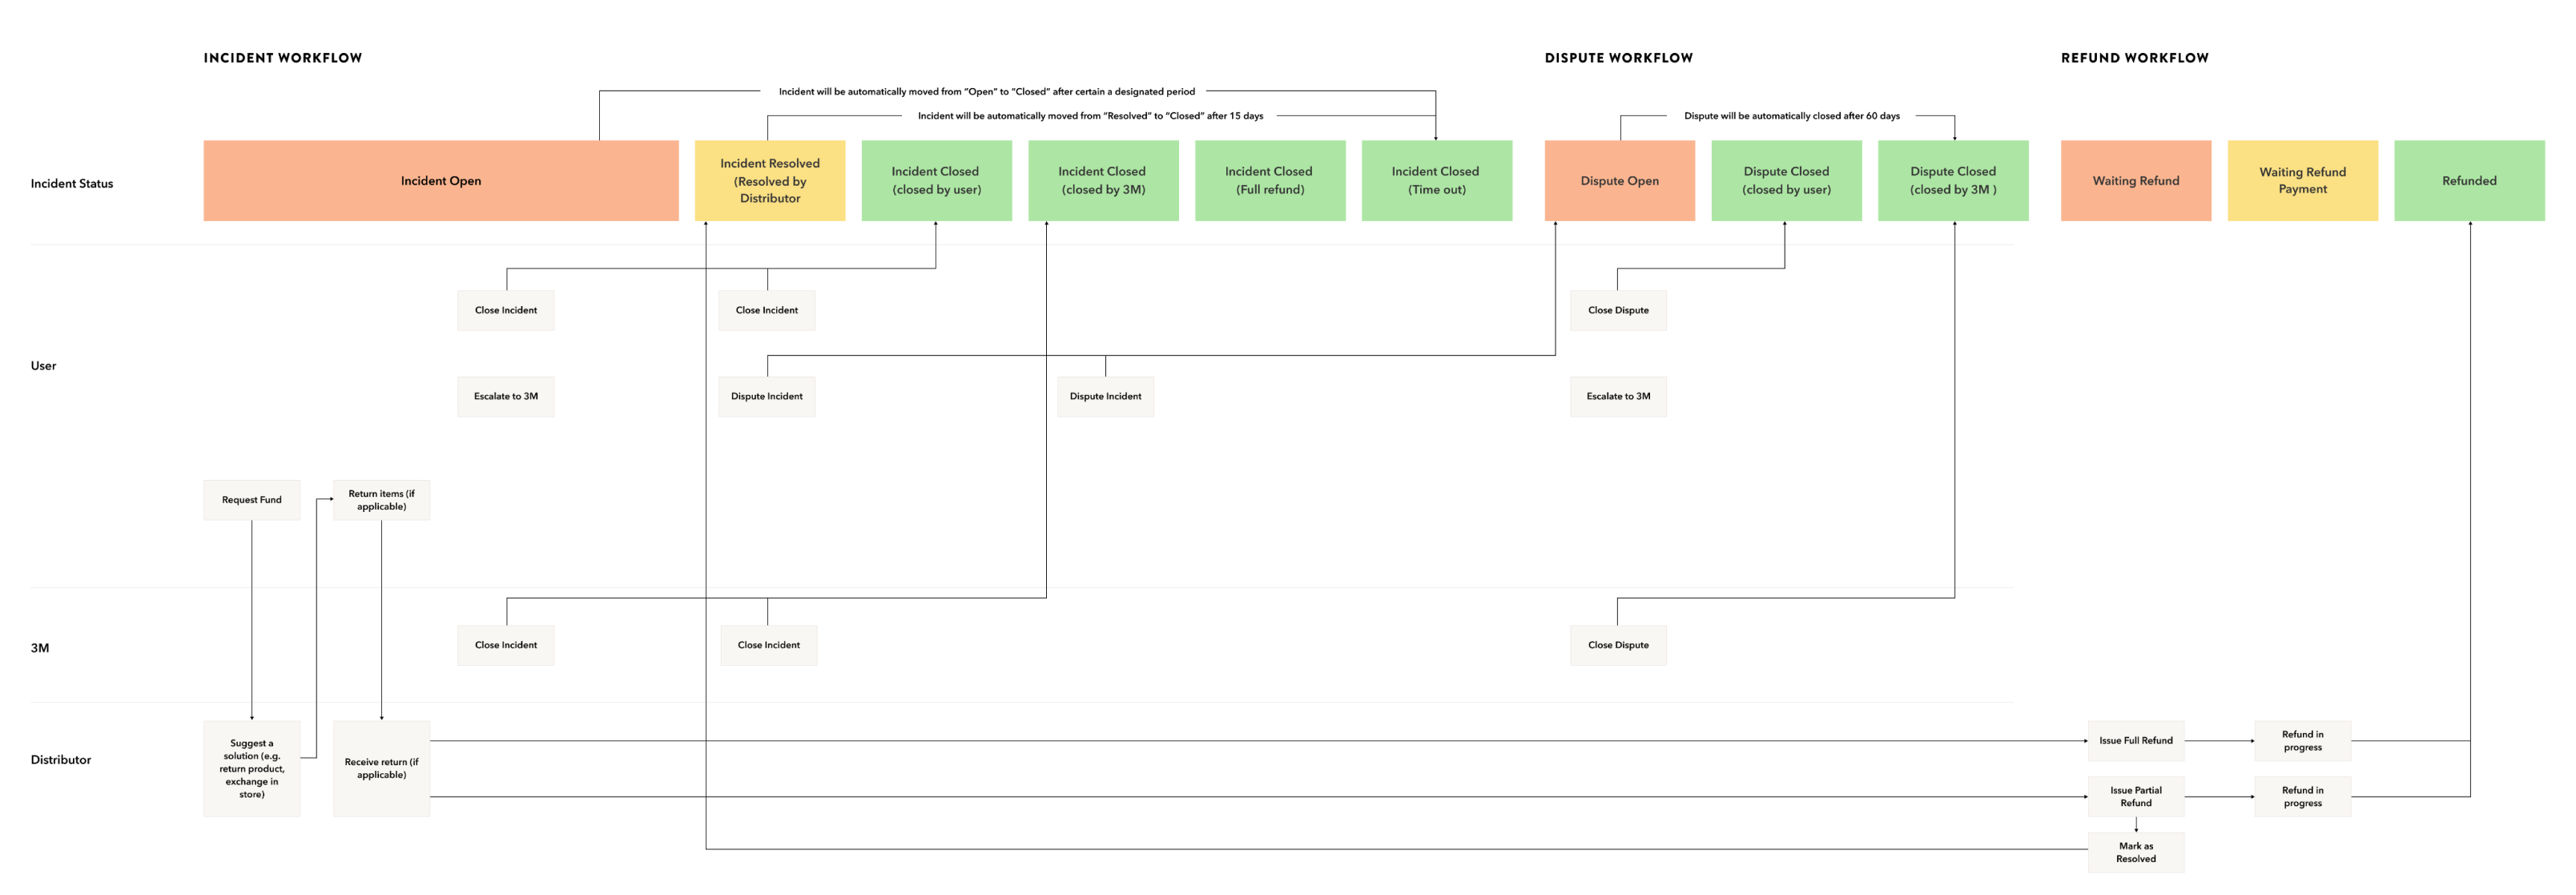 INCIDENT WORKFLOW
DISPUTE WORKFLOW
REFUND WORKFLOW
Incident will be automatically moved from “Open” to “Closed” after certain a designated period
Incident will be automatically moved from “Resolved” to “Closed” after 15 days
Dispute will be automatically closed after 60 days
Incident Status
Incident Open
Incident Resolved
(Resolved by
Distributor
Incident Closed
(closed by user)
Incident Closed
(closed by 3M)
Incident Closed
(Full refund)
Incident Closed
(Time out)
Dispute Open
Dispute Closed
(closed by user)
Dispute Closed
(closed by 3M )
Waiting Refund
Waiting Refund
Payment
Refunded
User
Close Incident
Close Incident
Close Dispute
Escalate to 3M
Dispute Incident
Dispute Incident
Escalate to 3M
Request Fund
Return items (if
applicable)
3M
Close Incident
Close Incident
Close Dispute
Distributor
Suggest a
solution (e.g.
return product,
exchange in
store)
Receive return (if
applicable)
Issue Full Refund
Refund in
progress
Issue Partial
Refund
Refund in
progress
Mark as
Resolved